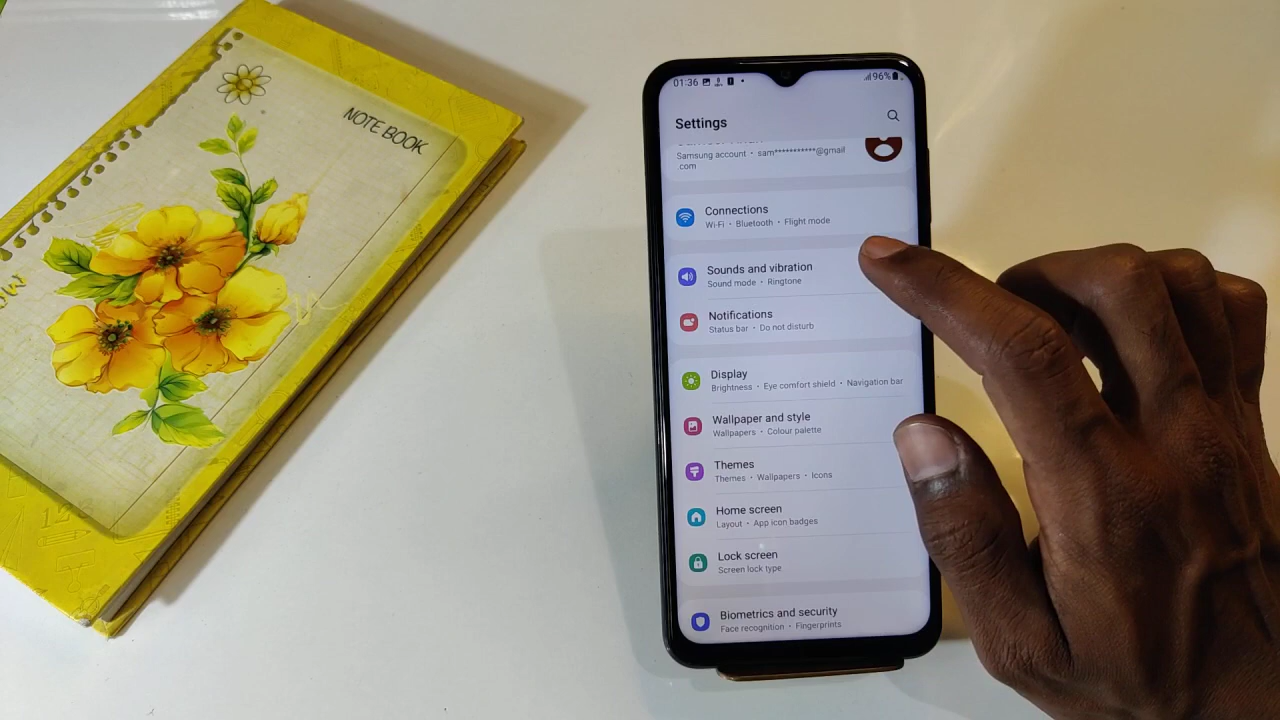 NOTE BOOK
01:36
96%
Settings
Samsung account • sam***********@gmail
.com
Connections
Wi-Fi • Bluetooth • Flight mode
Sounds and vibration
Sound mode • Ringtone
Notifications
Status bar • Do not disturb
Display
Brightness • Eye comfort shield • Navigation bar
Wallpaper and style
Wallpapers • Colour palette
Themes
Themes • Wallpapers • Icons
Home screen
Layout • App icon badges
Lock screen
Screen lock type
Biometrics and security
Face recognition • Fingerprints